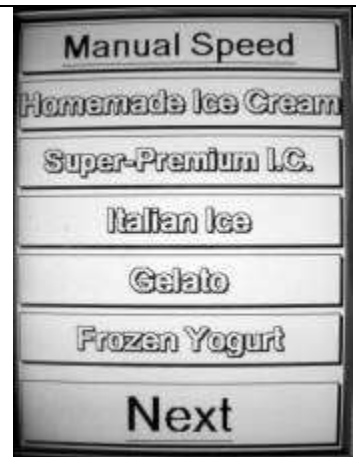 Manual Speed
Homemade Ice Cream
Super-Premium I.C.
Italian Ice
Gelato
Frozen Yogurt
Next